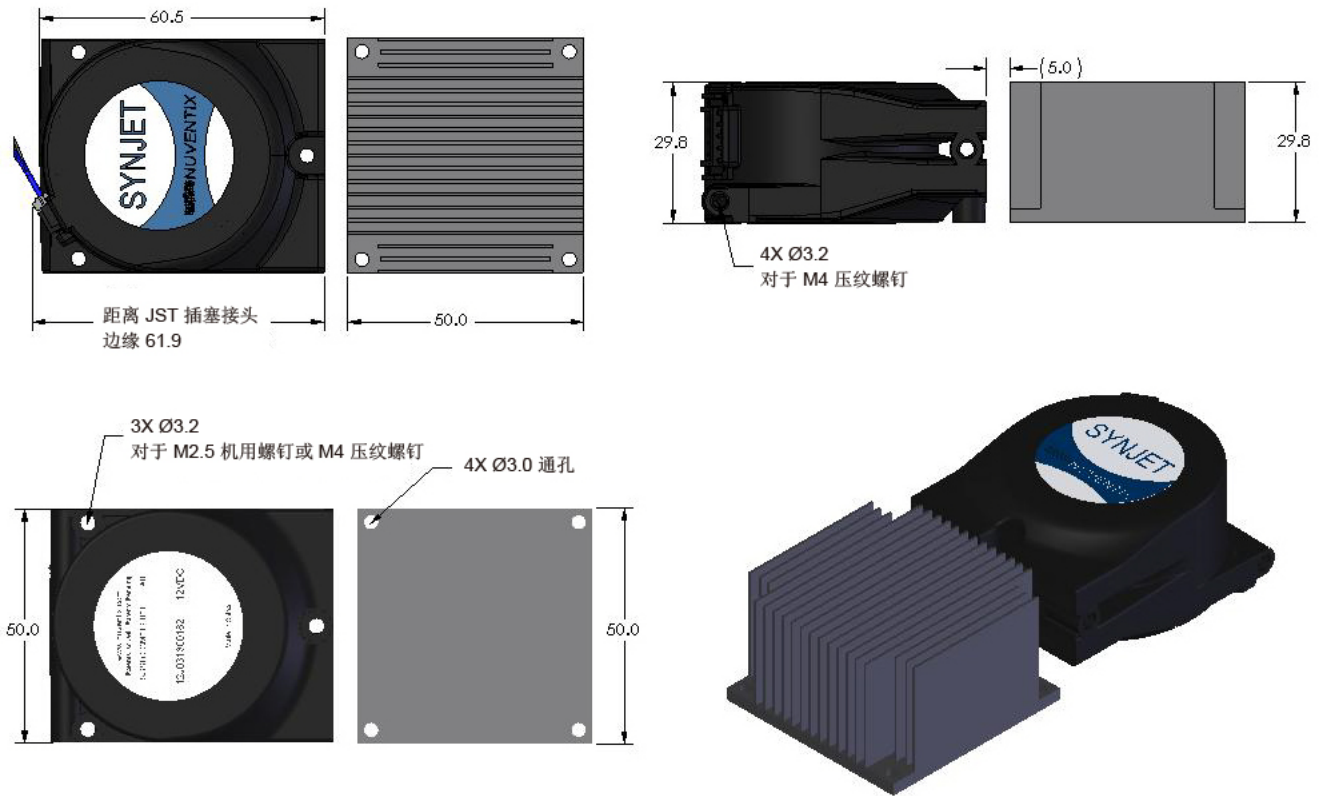 60.5
SYNJET
NUVENTIX
距离 JST 插塞接头
边缘 61.9
50.0
(5.0)
29.8
29.8
4X Ø3.2
对于 M4 压纹螺钉
3X Ø3.2
对于 M2.5 机用螺钉或 M4 压纹螺钉
4X Ø3.0 通孔
50.0
12VDC
50.0
SYNJET
NUVENTIX